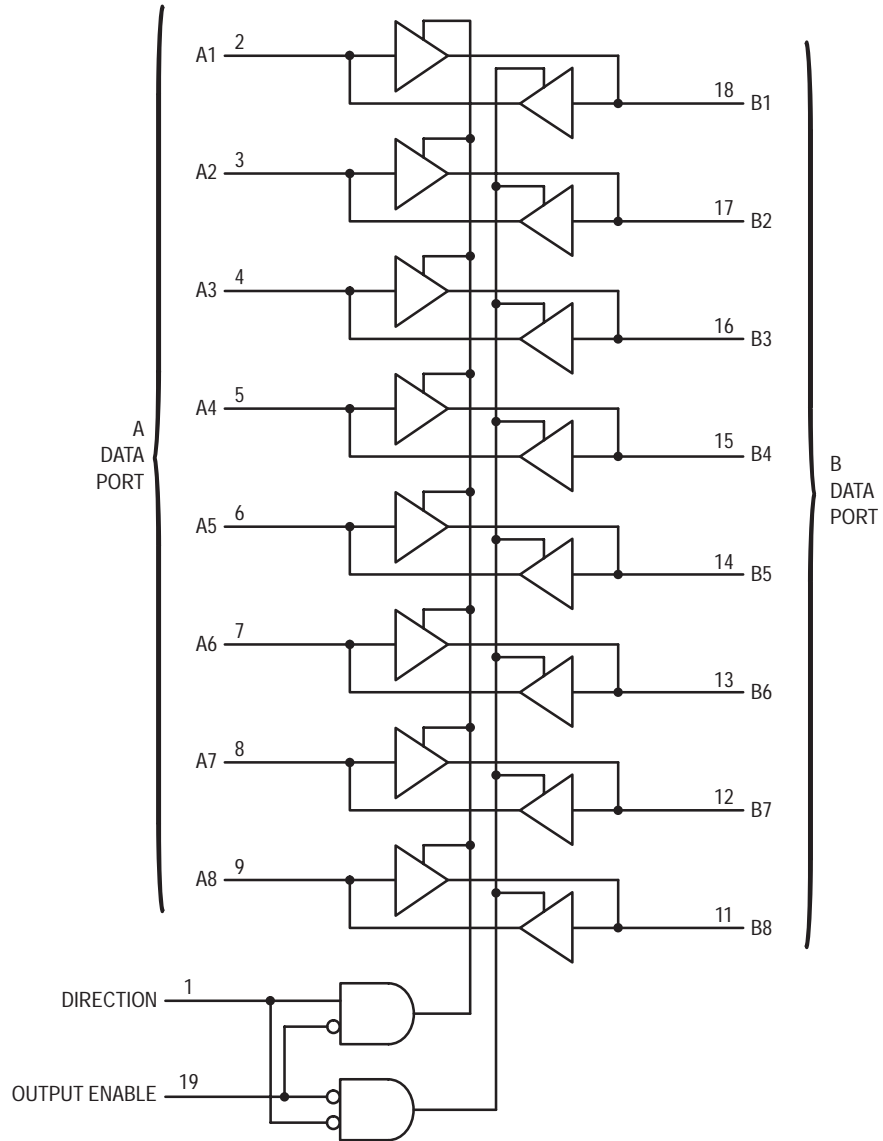 A1 2
18 B1
A2 3
17 B2
A3 4
16 B3
A4 5
15 B4
A
DATA
PORT
B
DATA
PORT
A5 6
14 B5
A6 7
13 B6
A7 8
12 B7
A8 9
11 B8
DIRECTION 1
OUTPUT ENABLE 19